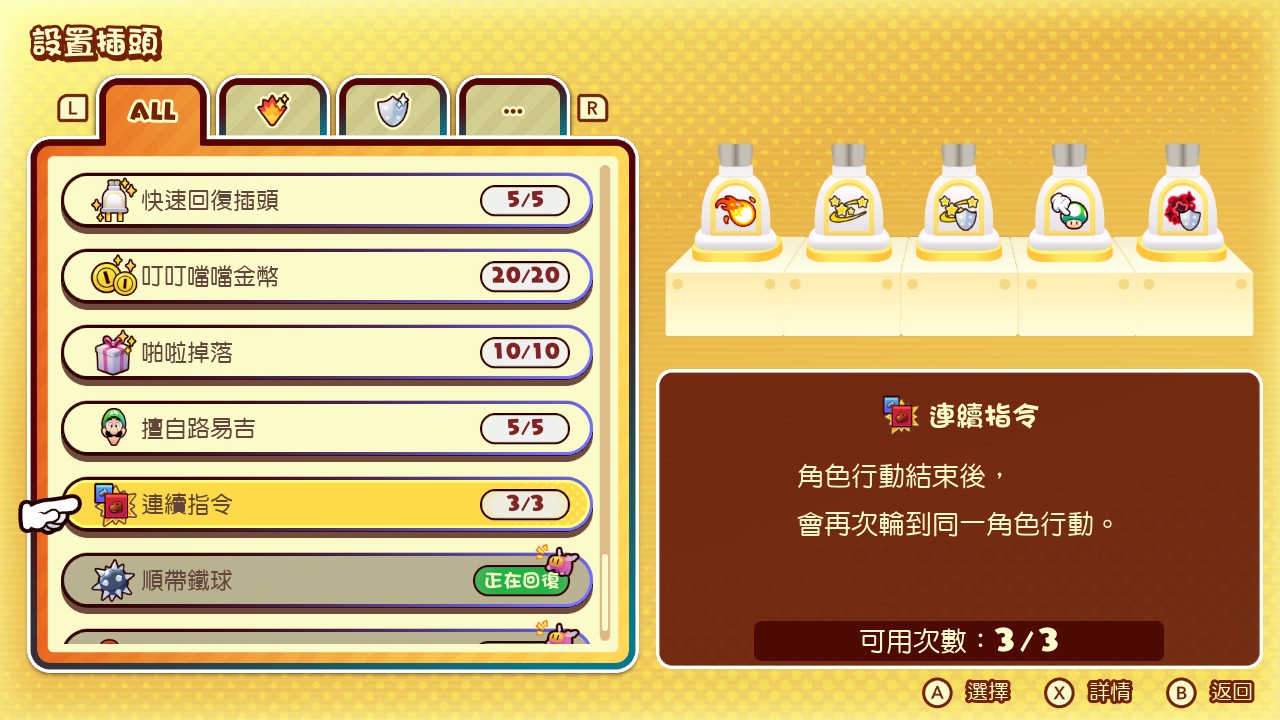 設置插頭
L
ALL
...
R
快速回復插頭 5/5
叮叮噹噹金幣 20/20
啪啦掉落 10/10
擅自路易吉 5/5
連續指令 3/3
順帶鐵球 正在回復
連續指令
角色行動結束後，
會再次輪到同一角色行動。
可用次數：3/3
A 選擇 X 詳情 B 返回